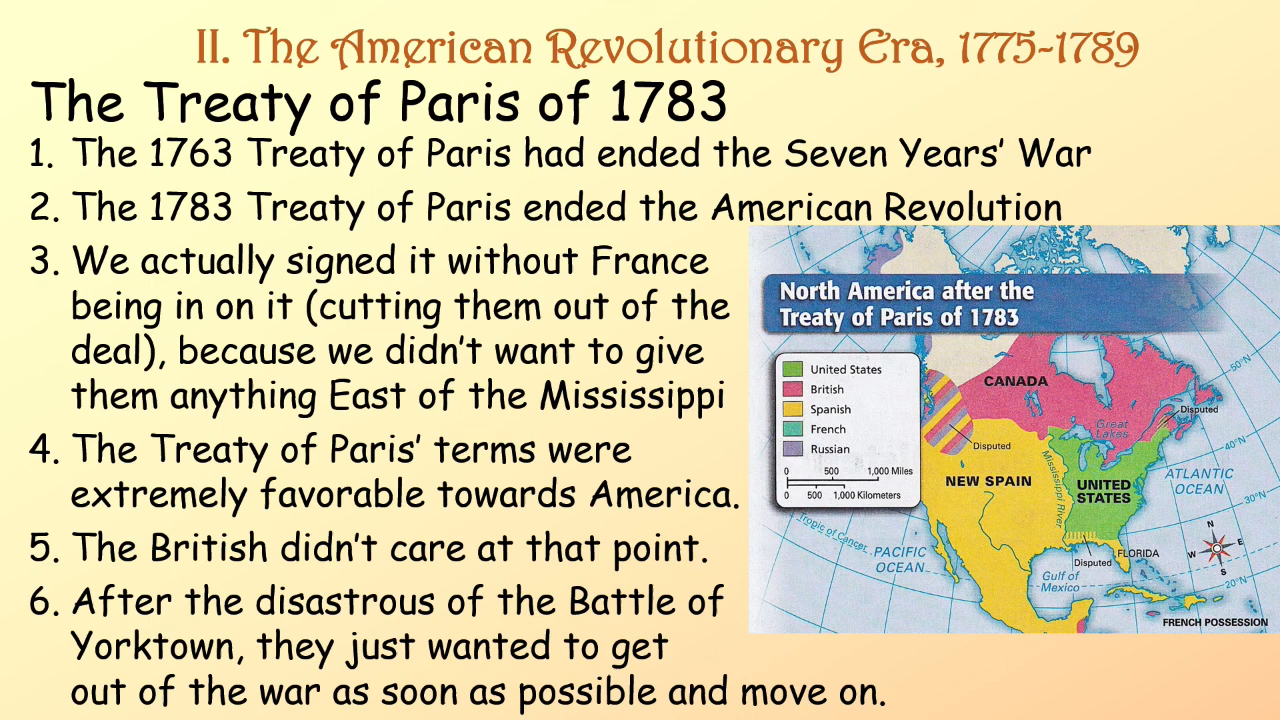 II. The American Revolutionary Era, 1775-1789
The Treaty of Paris of 1783
1. The 1763 Treaty of Paris had ended the Seven Years’ War
2. The 1783 Treaty of Paris ended the American Revolution
3. We actually signed it without France
being in on it (cutting them out of the
deal), because we didn’t want to give
them anything East of the Mississippi
4. The Treaty of Paris’ terms were
extremely favorable towards America.
5. The British didn’t care at that point.
6. After the disastrous of the Battle of
Yorktown, they just wanted to get
out of the war as soon as possible and move on.
North America after the
Treaty of Paris of 1783
United States
British
Spanish
French
Russian
0 500 1,000 Miles
0 500 1,000 Kilometers
CANADA
Disputed
Great
Lakes
Disputed
50°N
40°N
NEW SPAIN
Mississippi River
UNITED
STATES
ATLANTIC
OCEAN
30°N
Tropic of Cancer
PACIFIC
OCEAN
Disputed
FLORIDA
Gulf of
Mexico
N
W E
S
20°N
FRENCH POSSESSION